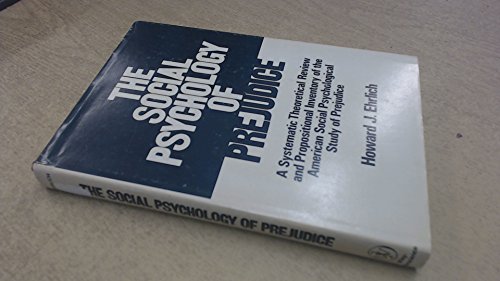 THE
SOCIAL
PSYCHOLOGY
OF
PREJUDICE
A Systematic Theoretical Review
and Propositional Inventory of the
American Social Psychological
Study of Prejudice
Howard J. Ehrlich
THE SOCIAL PSYCHOLOGY OF PREJUDICE